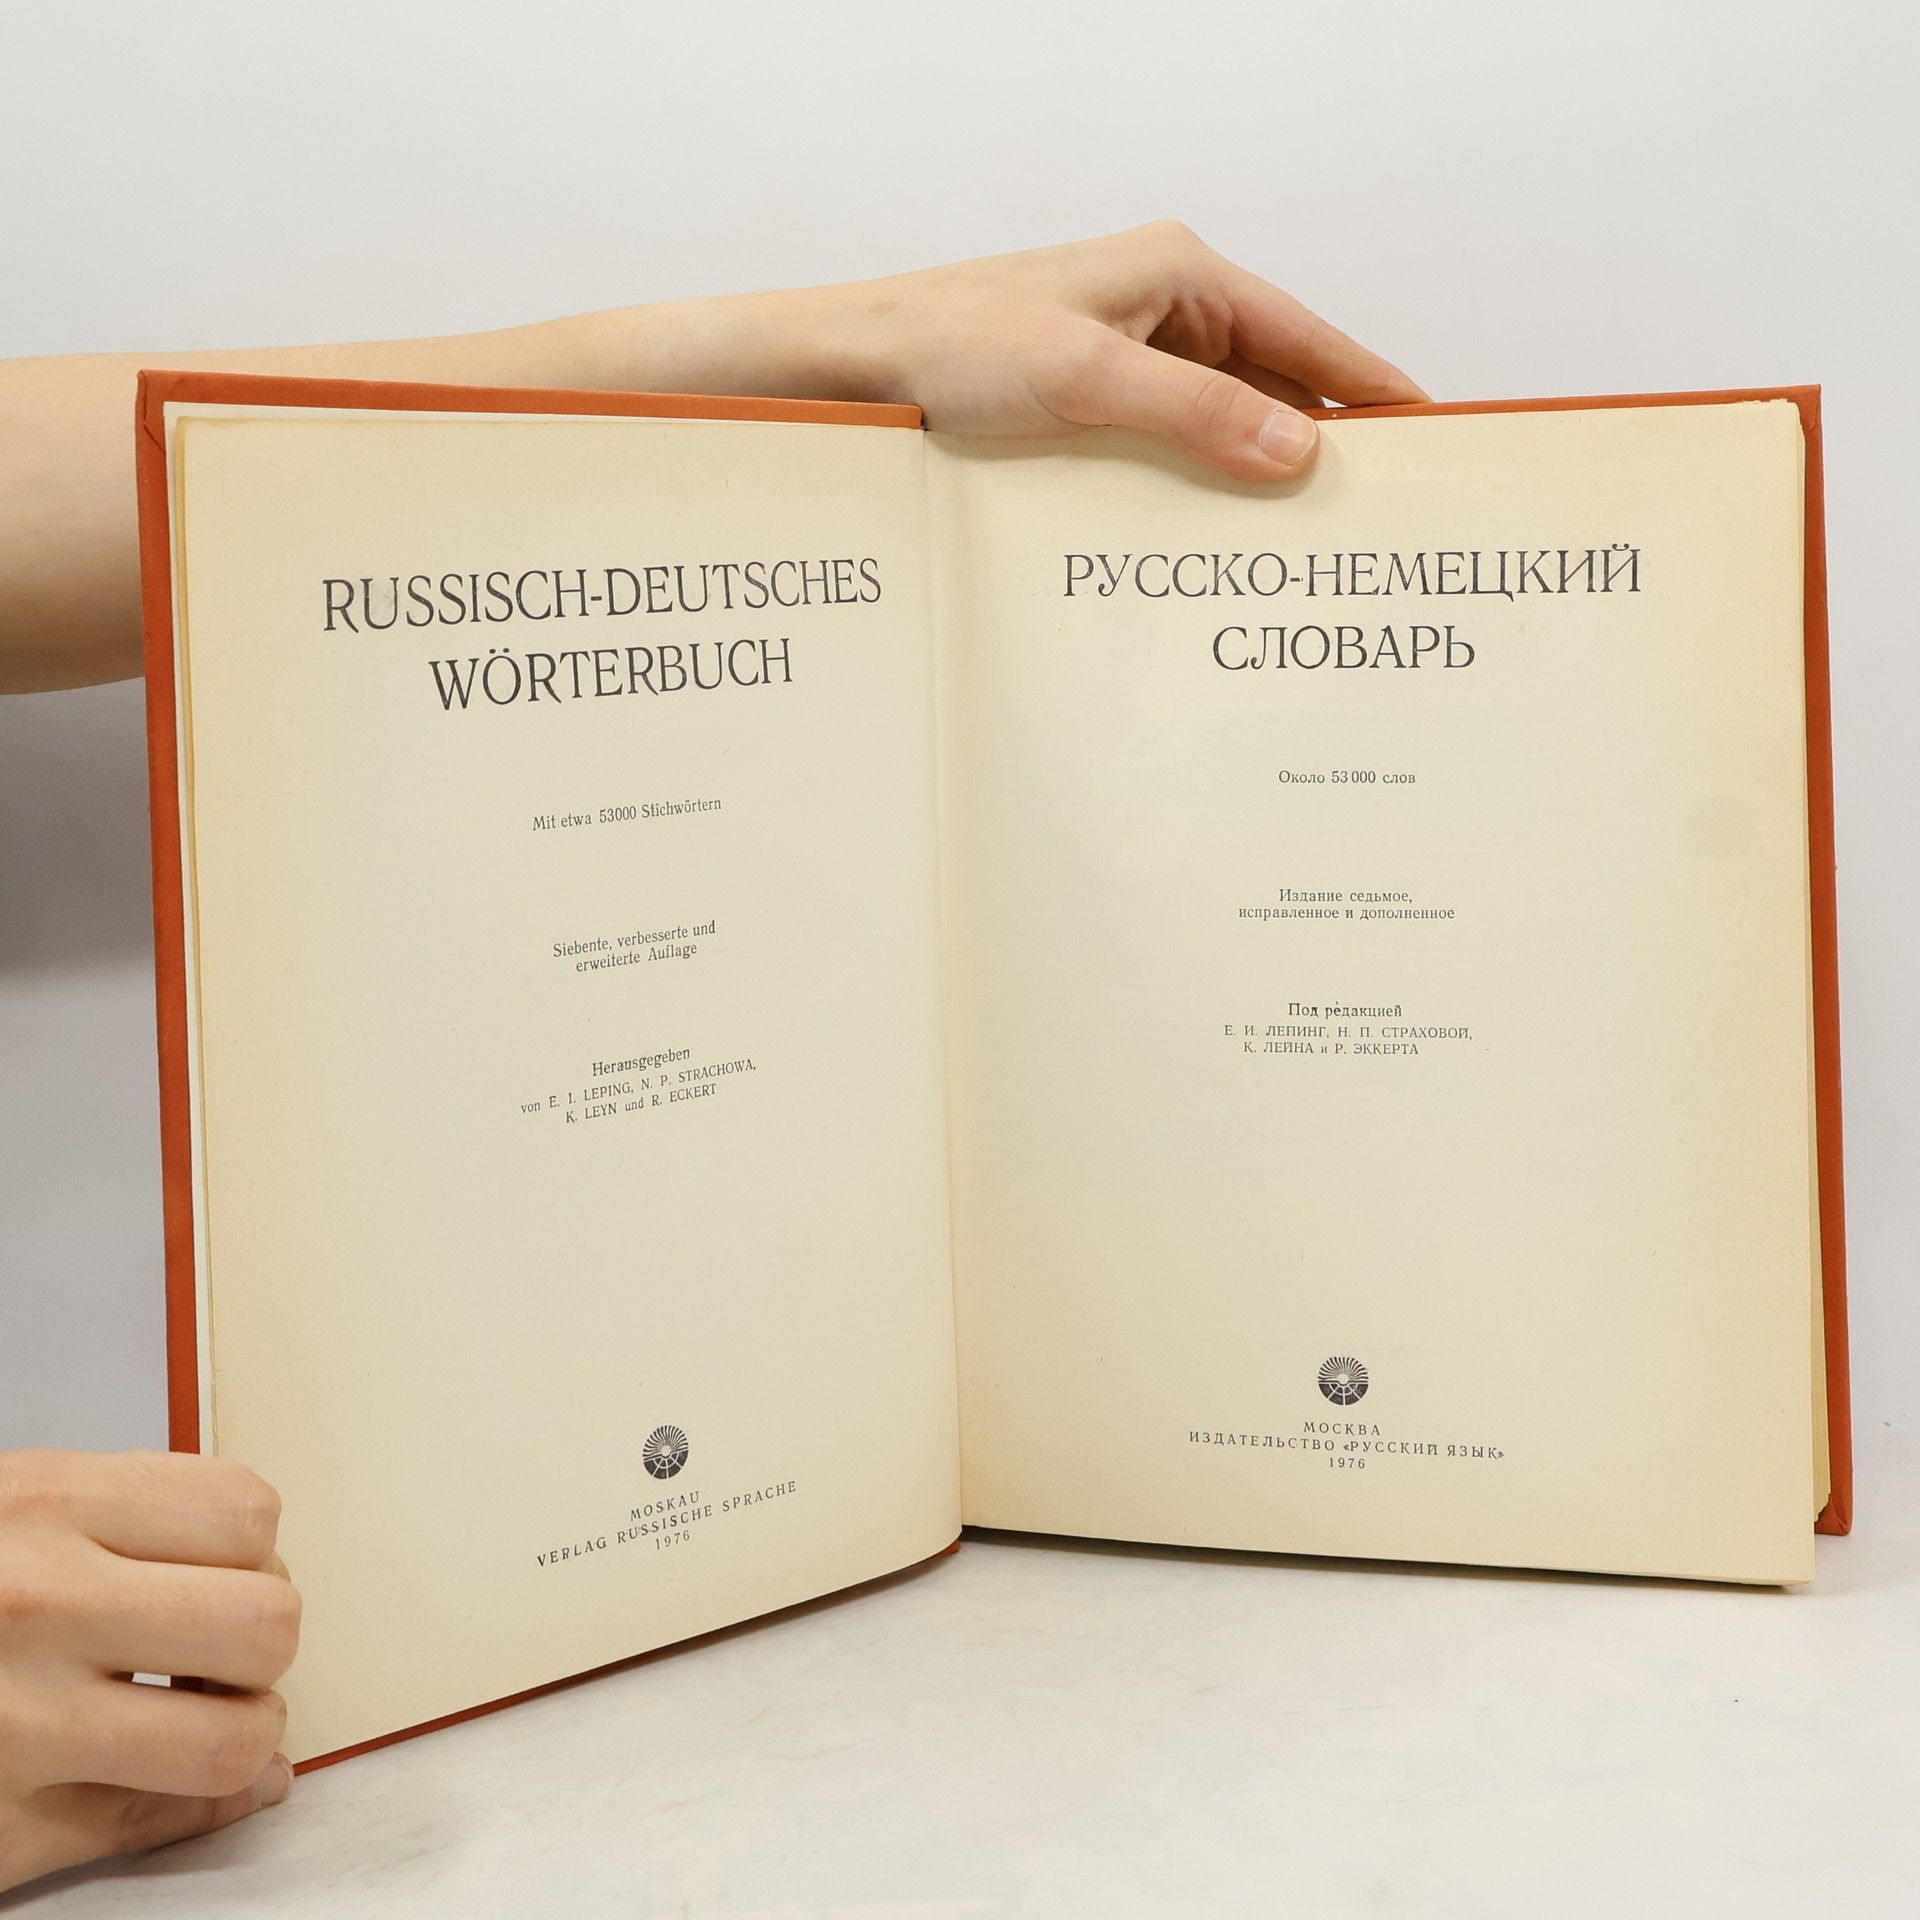 RUSSISCH-DEUTSCHES
WÖRTERBUCH
Mit etwa 53000 Stichwörtern
Siebente, verbesserte und
erweiterte Auflage
Herausgegeben
von E. I. LEPING, N. P. STRACHOWA,
K. LEYN und R. ECKERT
MOSKAU
VERLAG RUSSISCHE SPRACHE
1976
РУССКО-НЕМЕЦКИЙ
СЛОВАРЬ
Около 53 000 слов
Издание седьмое,
исправленное и дополненное
Под редакцией
Е. И. ЛЕПИНГ, Н. П. СТРАХОВОЙ,
К. ЛЕЙНА и Р. ЭККЕРТА
МОСКВА
ИЗДАТЕЛЬСТВО «РУССКИЙ ЯЗЫК»
1976